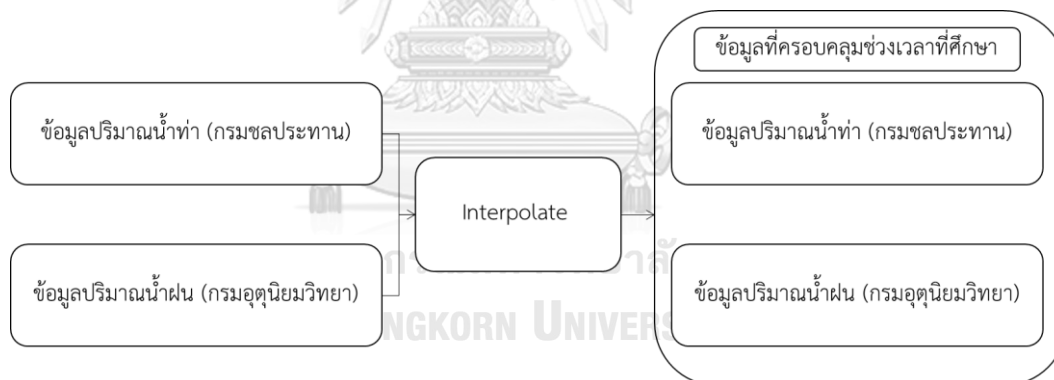 ข้อมูลที่ครอบคลุมช่วงเวลาที่ศึกษา
ข้อมูลปริมาณน้ำท่า (กรมชลประทาน)
ข้อมูลปริมาณน้ำท่า (กรมชลประทาน)
Interpolate
ข้อมูลปริมาณน้ำฝน (กรมอุตุนิยมวิทยา)
ข้อมูลปริมาณน้ำฝน (กรมอุตุนิยมวิทยา)
NGKORN UNIVERS